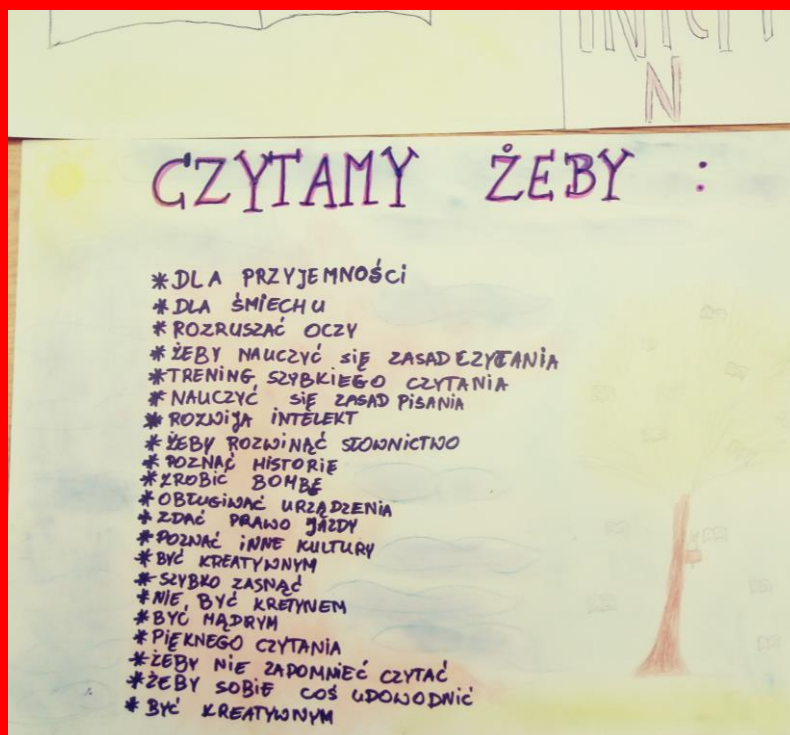 N
CZYTAMY ŻEBY :
* DLA PRZYJEMNOŚCI
* DLA ŚMIECHU
* ROZRUSZAĆ OCZY
* ŻEBY NAUCZYĆ SIĘ ZASAD CZYTANIA
* TRENING SZYBKIEGO CZYTANIA
* NAUCZYĆ SIĘ ZASAD PISANIA
* ROZWIJA INTELEKT
* ŻEBY ROZWINĄĆ SŁOWNICTWO
* POZNAĆ HISTORIĘ
* ZROBIĆ BOMBĘ
* OBSŁUGIWAĆ URZĄDZENIA
* ZDAĆ PRAWO JAZDY
* POZNAĆ INNE KULTURY
* BYĆ KREATYWNYM
* SZYBKO ZASNĄĆ
* NIE BYĆ KRETYNEM
* BYĆ MĄDRYM
* PIĘKNEGO CZYTANIA
* ŻEBY NIE ZAPOMNIEĆ CZYTAĆ
* ŻEBY SOBIE COŚ UDOWODNIĆ
* BYĆ KREATYWNYM